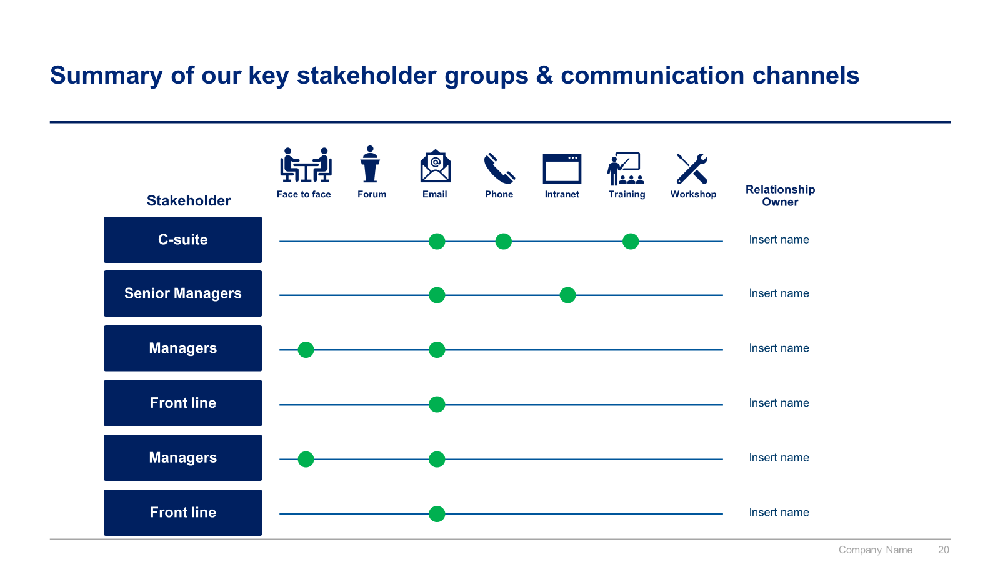 Summary of our key stakeholder groups & communication channels
Stakeholder
Face to face
Forum
@
Email
Phone
Intranet
Training
Workshop
Relationship
Owner
C-suite
Insert name
Senior Managers
Insert name
Managers
Insert name
Front line
Insert name
Managers
Insert name
Front line
Insert name
Company Name
20